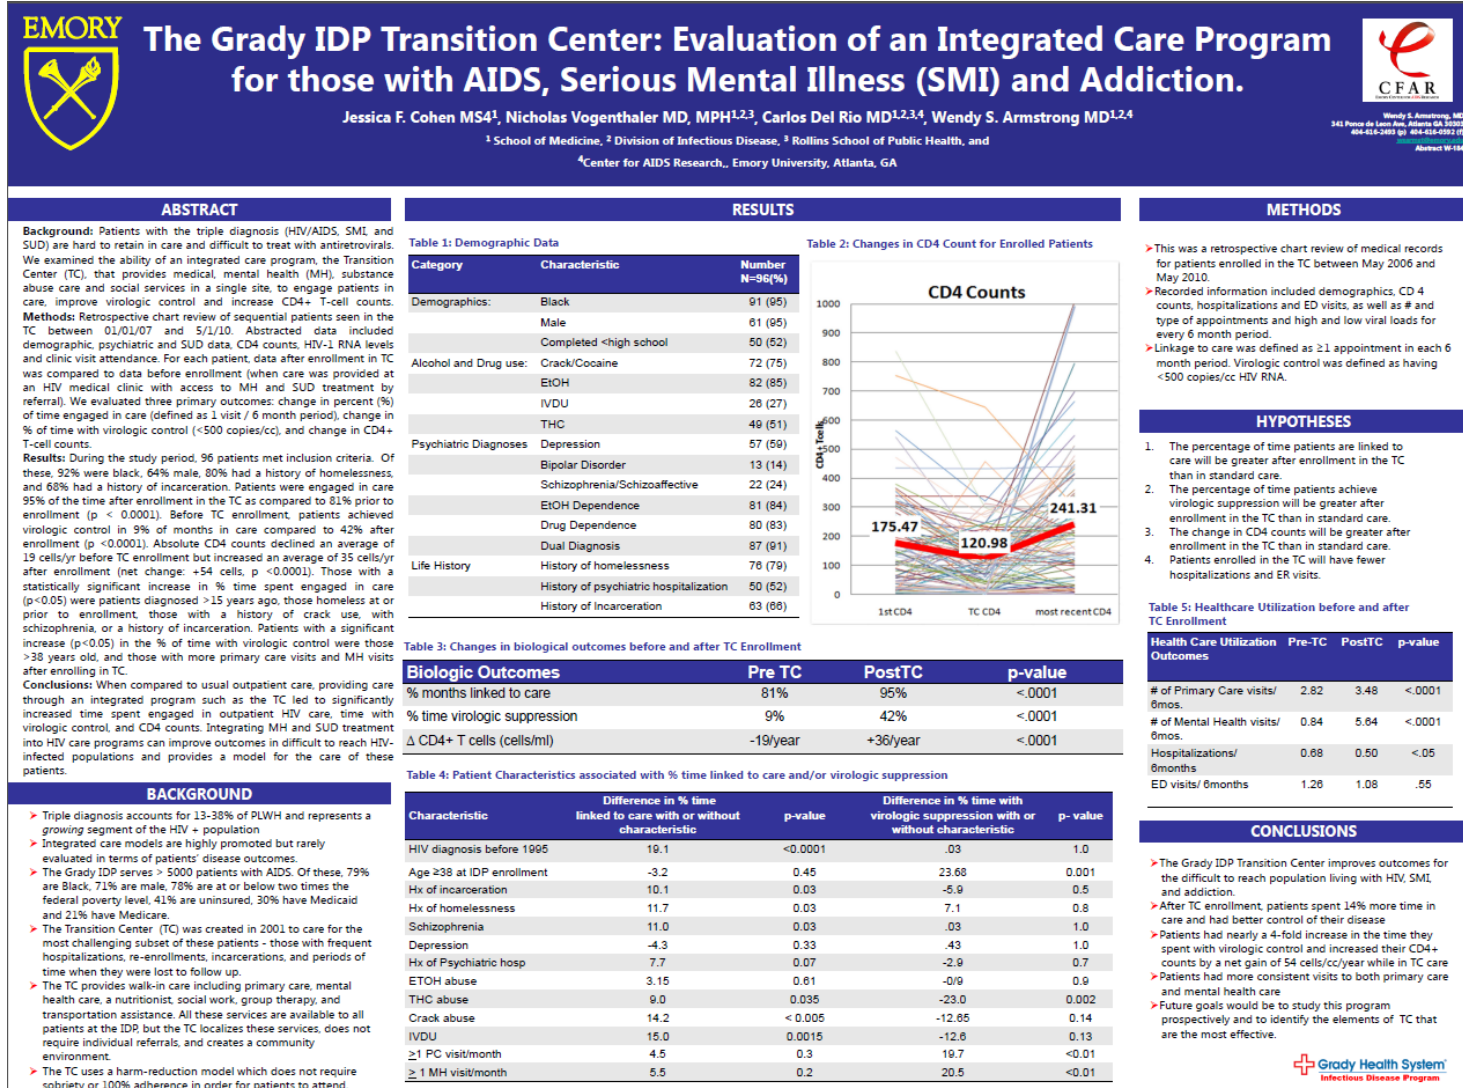 EMORY
The Grady IDP Transition Center: Evaluation of an Integrated Care Program
for those with AIDS, Serious Mental Illness (SMI) and Addiction.
Jessica F. Cohen MS4¹, Nicholas Vogenthaler MD, MPH¹,²,³, Carlos Del Rio MD¹,²,³,⁴, Wendy S. Armstrong MD¹,²,⁴
¹ School of Medicine, ² Division of Infectious Disease, ³ Rollins School of Public Health, and
⁴Center for AIDS Research,, Emory University, Atlanta, GA
CFAR
Wendy S. Armstrong, MD
341 Ponce de Leon Ave, Atlanta GA 30303
404-616-2493 (p) 404-616-0592 (f)
Abstract W-184
ABSTRACT
Background: Patients with the triple diagnosis (HIV/AIDS, SMI, and
SUD) are hard to retain in care and difficult to treat with antiretrovirals.
We examined the ability of an integrated care program, the Transition
Center (TC), that provides medical, mental health (MH), substance
abuse care and social services in a single site, to engage patients in
care, improve virologic control and increase CD4+ T-cell counts.
Methods: Retrospective chart review of sequential patients seen in the
TC between 01/01/07 and 5/1/10. Abstracted data included
demographic, psychiatric and SUD data, CD4 counts, HIV-1 RNA levels
and clinic visit attendance. For each patient, data after enrollment in TC
was compared to data before enrollment (when care was provided at
an HIV medical clinic with access to MH and SUD treatment by
referral). We evaluated three primary outcomes: change in percent (%)
of time engaged in care (defined as 1 visit / 6 month period), change in
% of time with virologic control (<500 copies/cc), and change in CD4+
T-cell counts.
Results: During the study period, 96 patients met inclusion criteria. Of
these, 92% were black, 64% male, 80% had a history of homelessness,
and 68% had a history of incarceration. Patients were engaged in care
95% of the time after enrollment in the TC as compared to 81% prior to
enrollment (p < 0.0001). Before TC enrollment, patients achieved
virologic control in 9% of months in care compared to 42% after
enrollment (p <0.0001). Absolute CD4 counts declined an average of
19 cells/yr before TC enrollment but increased an average of 35 cells/yr
after enrollment (net change: +54 cells, p <0.0001). Those with a
statistically significant increase in % time spent engaged in care
(p<0.05) were patients diagnosed >15 years ago, those homeless at or
prior to enrollment, those with a history of crack use, with
schizophrenia, or a history of incarceration. Patients with a significant
increase (p<0.05) in the % of time with virologic control were those
>38 years old, and those with more primary care visits and MH visits
after enrolling in TC.
Conclusions: When compared to usual outpatient care, providing care
through an integrated program such as the TC led to significantly
increased time spent engaged in outpatient HIV care, time with
virologic control, and CD4 counts. Integrating MH and SUD treatment
into HIV care programs can improve outcomes in difficult to reach HIV-
infected populations and provides a model for the care of these
patients.
BACKGROUND
➤ Triple diagnosis accounts for 13-38% of PLWH and represents a
growing segment of the HIV + population
➤ Integrated care models are highly promoted but rarely
evaluated in terms of patients' disease outcomes.
➤ The Grady IDP serves > 5000 patients with AIDS. Of these, 79%
are Black, 71% are male, 78% are at or below two times the
federal poverty level, 41% are uninsured, 30% have Medicaid
and 21% have Medicare.
➤ The Transition Center (TC) was created in 2001 to care for the
most challenging subset of these patients - those with frequent
hospitalizations, re-enrollments, incarcerations, and periods of
time when they were lost to follow up.
➤ The TC provides walk-in care including primary care, mental
health care, a nutritionist, social work, group therapy, and
transportation assistance. All these services are available to all
patients at the IDP, but the TC localizes these services, does not
require individual referrals, and creates a community
environment.
➤ The TC uses a harm-reduction model which does not require
sobriety or 100% adherence in order for patients to attend
RESULTS
Table 1: Demographic Data
Category Characteristic Number
N=96(%)
Demographics: Black 91 (95)
Male 61 (95)
Completed <high school 50 (52)
Alcohol and Drug use: Crack/Cocaine 72 (75)
EtOH 82 (85)
IVDU 26 (27)
THC 49 (51)
Psychiatric Diagnoses Depression 57 (59)
Bipolar Disorder 13 (14)
Schizophrenia/Schizoaffective 22 (24)
EtOH Dependence 81 (84)
Drug Dependence 80 (83)
Dual Diagnosis 87 (91)
Life History History of homelessness 76 (79)
History of psychiatric hospitalization 50 (52)
History of Incarceration 63 (66)
Table 2: Changes in CD4 Count for Enrolled Patients
CD4 Counts
1000
900
800
700
600
500
400
300
200
100
0
CD4+Tcells
175.47
120.98
241.31
1st CD4 TC CD4 most recent CD4
Table 3: Changes in biological outcomes before and after TC Enrollment
Biologic Outcomes Pre TC PostTC p-value
% months linked to care 81% 95% <.0001
% time virologic suppression 9% 42% <.0001
Δ CD4+ T cells (cells/ml) -19/year +36/year <.0001
Table 4: Patient Characteristics associated with % time linked to care and/or virologic suppression
Characteristic Difference in % time linked to care with or without characteristic p-value Difference in % time with virologic suppression with or without characteristic p- value
HIV diagnosis before 1995 19.1 <0.0001 .03 1.0
Age ≥38 at IDP enrollment -3.2 0.45 23.68 0.001
Hx of incarceration 10.1 0.03 -5.9 0.5
Hx of homelessness 11.7 0.03 7.1 0.8
Schizophrenia 11.0 0.03 .03 1.0
Depression -4.3 0.33 .43 1.0
Hx of Psychiatric hosp 7.7 0.07 -2.9 0.7
ETOH abuse 3.15 0.61 -0/9 0.9
THC abuse 9.0 0.035 -23.0 0.002
Crack abuse 14.2 < 0.005 -12.65 0.14
IVDU 15.0 0.0015 -12.6 0.13
>1 PC visit/month 4.5 0.3 19.7 <0.01
> 1 MH visit/month 5.5 0.2 20.5 <0.01
METHODS
➤This was a retrospective chart review of medical records
for patients enrolled in the TC between May 2006 and
May 2010.
➤Recorded information included demographics, CD 4
counts, hospitalizations and ED visits, as well as # and
type of appointments and high and low viral loads for
every 6 month period.
➤Linkage to care was defined as ≥1 appointment in each 6
month period. Virologic control was defined as having
<500 copies/cc HIV RNA.
HYPOTHESES
1. The percentage of time patients are linked to
care will be greater after enrollment in the TC
than in standard care.
2. The percentage of time patients achieve
virologic suppression will be greater after
enrollment in the TC than in standard care.
3. The change in CD4 counts will be greater after
enrollment in the TC than in standard care.
4. Patients enrolled in the TC will have fewer
hospitalizations and ER visits.
Table 5: Healthcare Utilization before and after
TC Enrollment
Health Care Utilization Pre-TC PostTC p-value
Outcomes
# of Primary Care visits/ 2.82 3.48 <.0001
6mos.
# of Mental Health visits/ 0.84 5.64 <.0001
6mos.
Hospitalizations/ 0.68 0.50 <.05
6months
ED visits/ 6months 1.26 1.08 .55
CONCLUSIONS
➤The Grady IDP Transition Center improves outcomes for
the difficult to reach population living with HIV, SMI,
and addiction.
➤After TC enrollment, patients spent 14% more time in
care and had better control of their disease
➤Patients had nearly a 4-fold increase in the time they
spent with virologic control and increased their CD4+
counts by a net gain of 54 cells/cc/year while in TC care
➤Patients had more consistent visits to both primary care
and mental health care
➤Future goals would be to study this program
prospectively and to identify the elements of TC that
are the most effective.
Grady Health System
Infectious Disease Program